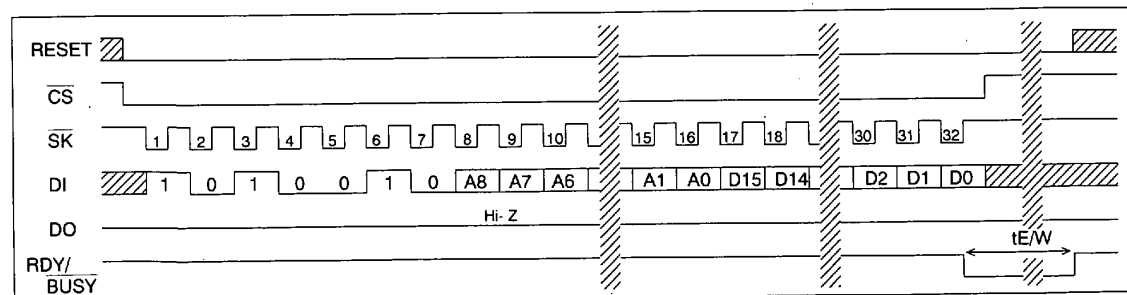 RESET
CS
SK 1 2 3 4 5 6 7 8 9 10 15 16 17 18 30 31 32
DI 1 0 1 0 0 1 0 A8 A7 A6 A1 A0 D15 D14 D2 D1 D0
Hi-Z
DO
tE/W
RDY/
BUSY